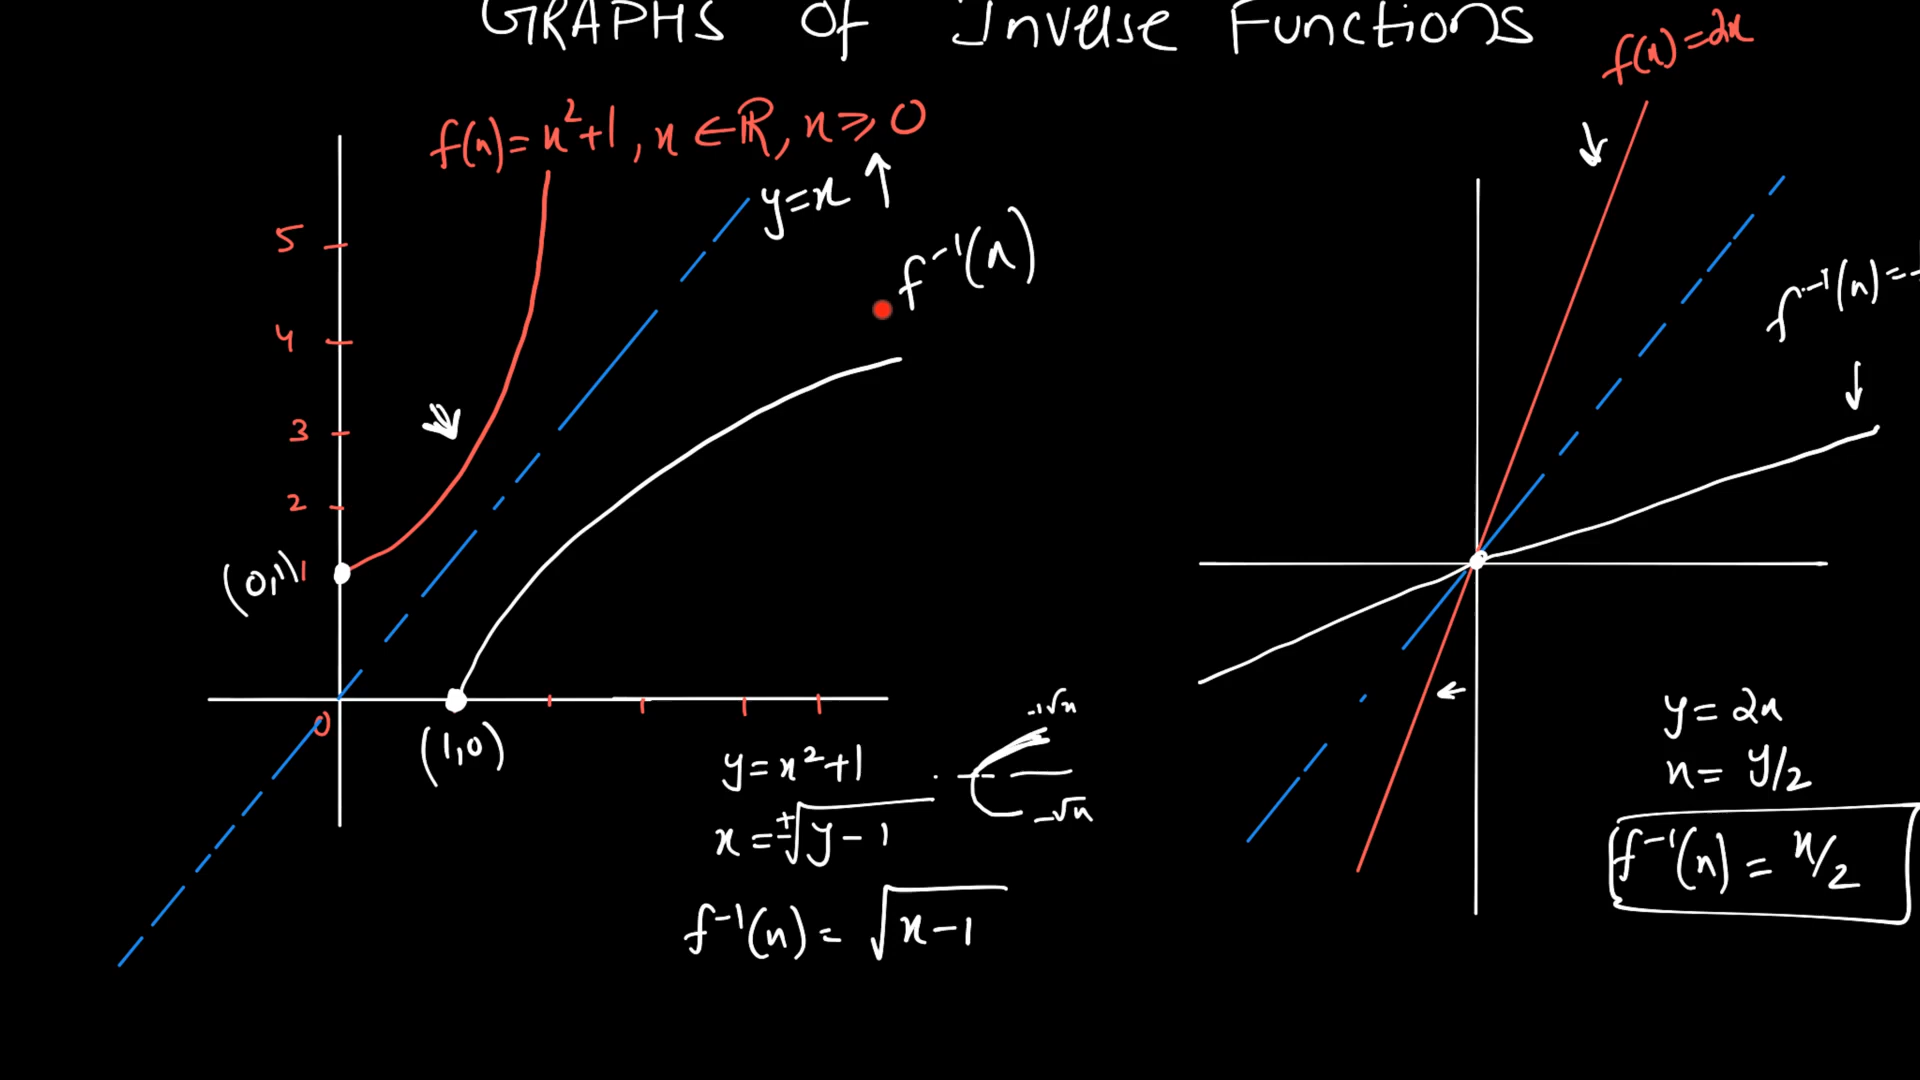 GRAPHS Of Inverse Functions
f(x)=2x
f(x)=x²+1, x ∈ ℝ, x ⩾ 0
y=x
f⁻¹(x)
f⁻¹(x)=
5
4
3
2
1
(0,1)
0
(1,0)
y=x²+1
x=±√(y-1)
f⁻¹(x)=√(x-1)
√x
-√x
y=2x
x=y/2
f⁻¹(x)=x/2